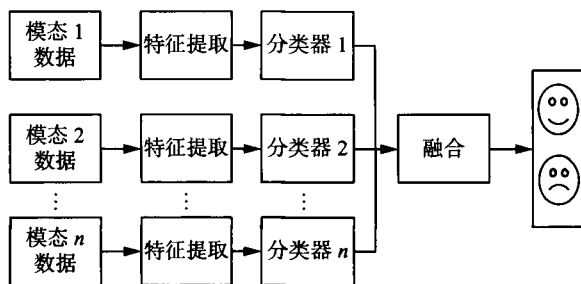 模态 1
数据
特征提取
分类器 1
模态 2
数据
特征提取
分类器 2
融合
模态 n
数据
特征提取
分类器 n